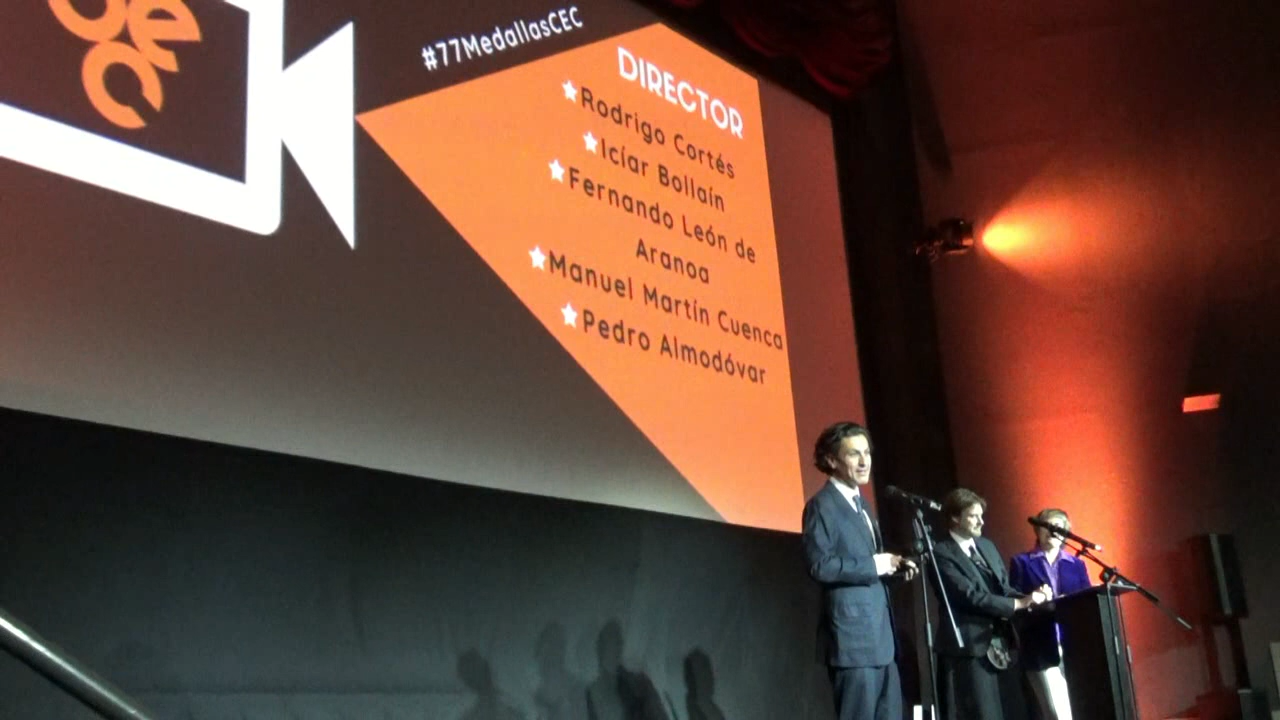 cec
#77MedallasCEC
DIRECTOR
Rodrigo Cortés
Icíar Bollaín
Fernando León de
Aranoa
Manuel Martín Cuenca
Pedro Almodóvar